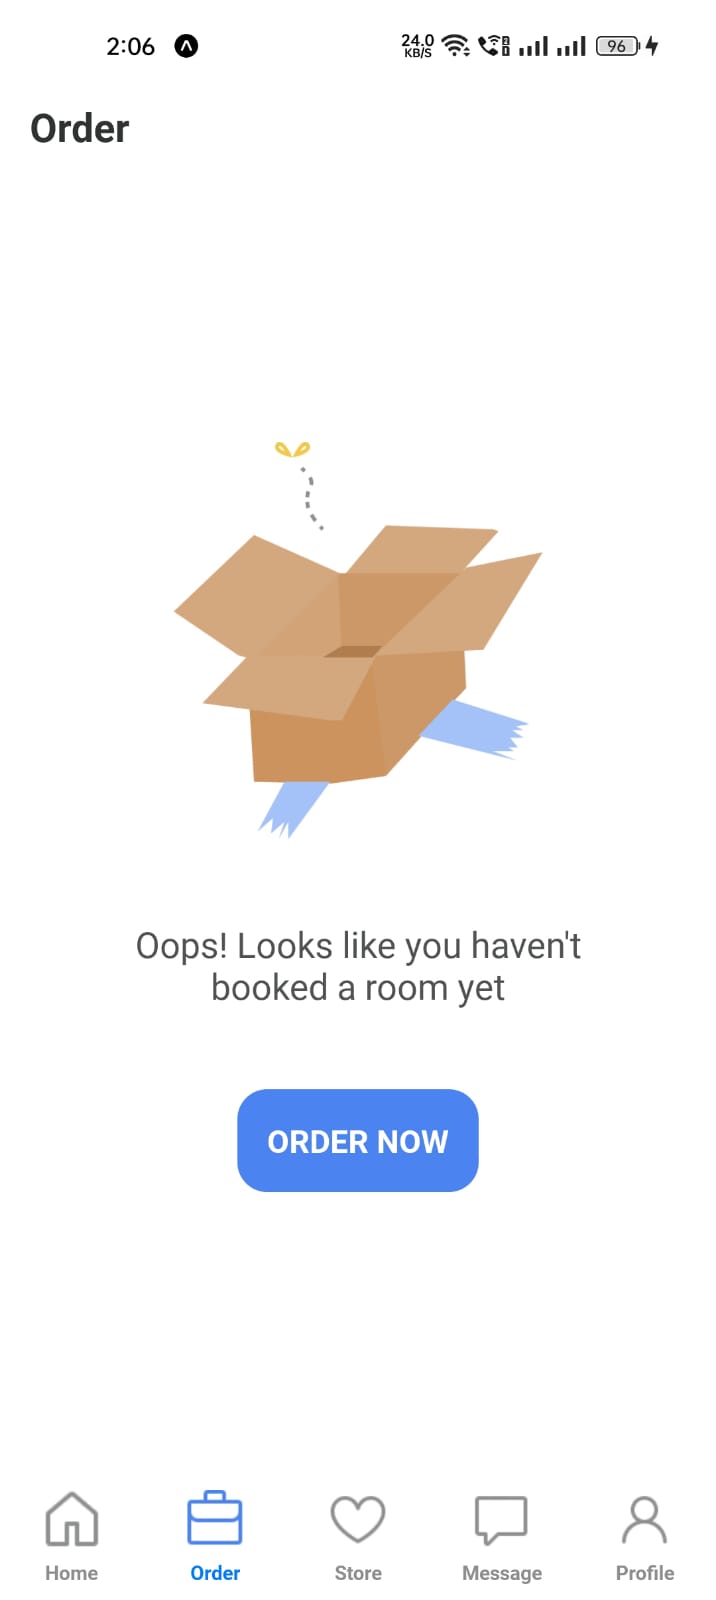 2:06
24.0
KB/S
96
Order
Oops! Looks like you haven't
booked a room yet
ORDER NOW
Home
Order
Store
Message
Profile